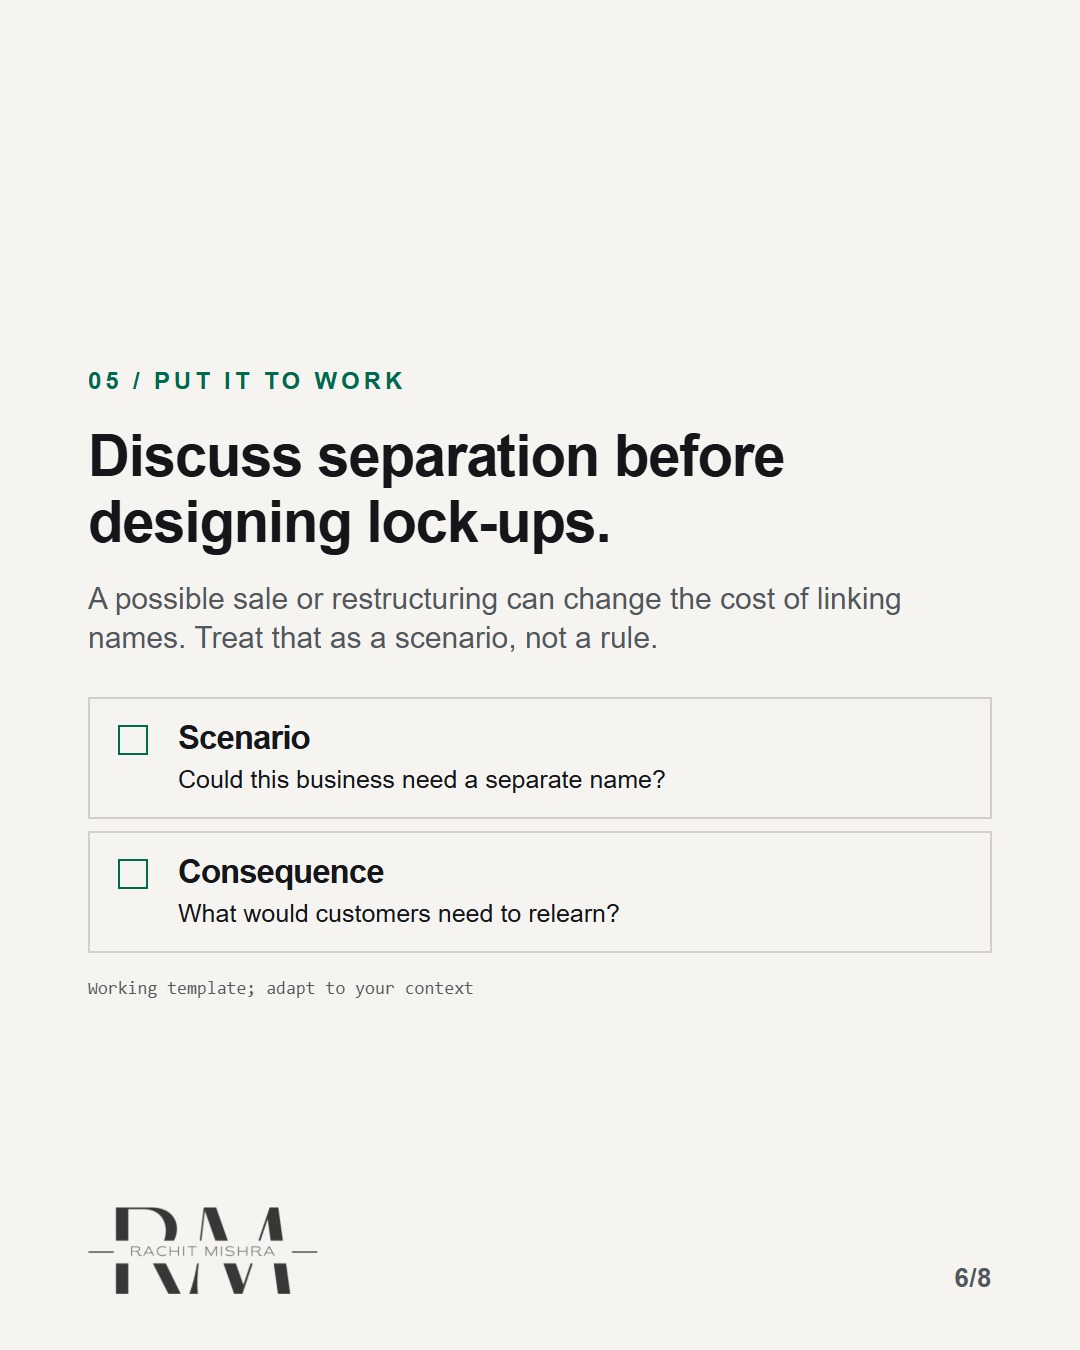 05 / PUT IT TO WORK
Discuss separation before
designing lock-ups.
A possible sale or restructuring can change the cost of linking
names. Treat that as a scenario, not a rule.
Scenario
Could this business need a separate name?
Consequence
What would customers need to relearn?
Working template; adapt to your context
RM
RACHIT MISHRA
6/8